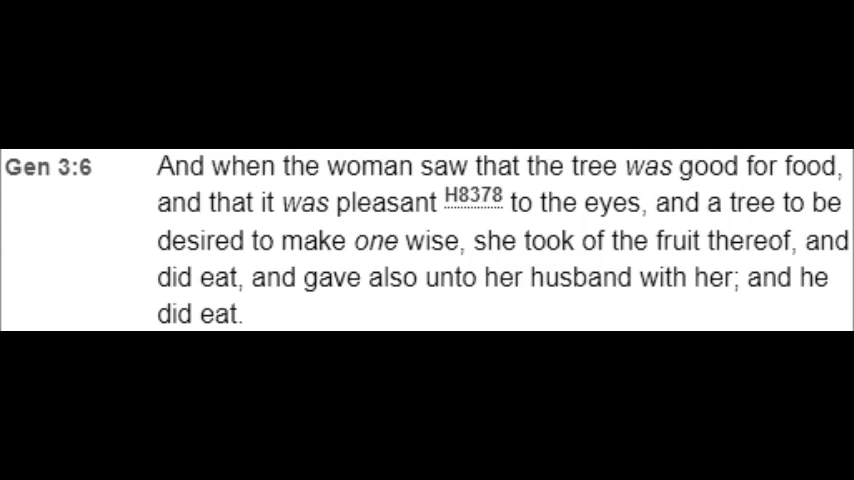 Gen 3:6 And when the woman saw that the tree was good for food,
and that it was pleasant H8378 to the eyes, and a tree to be
desired to make one wise, she took of the fruit thereof, and
did eat, and gave also unto her husband with her; and he
did eat.